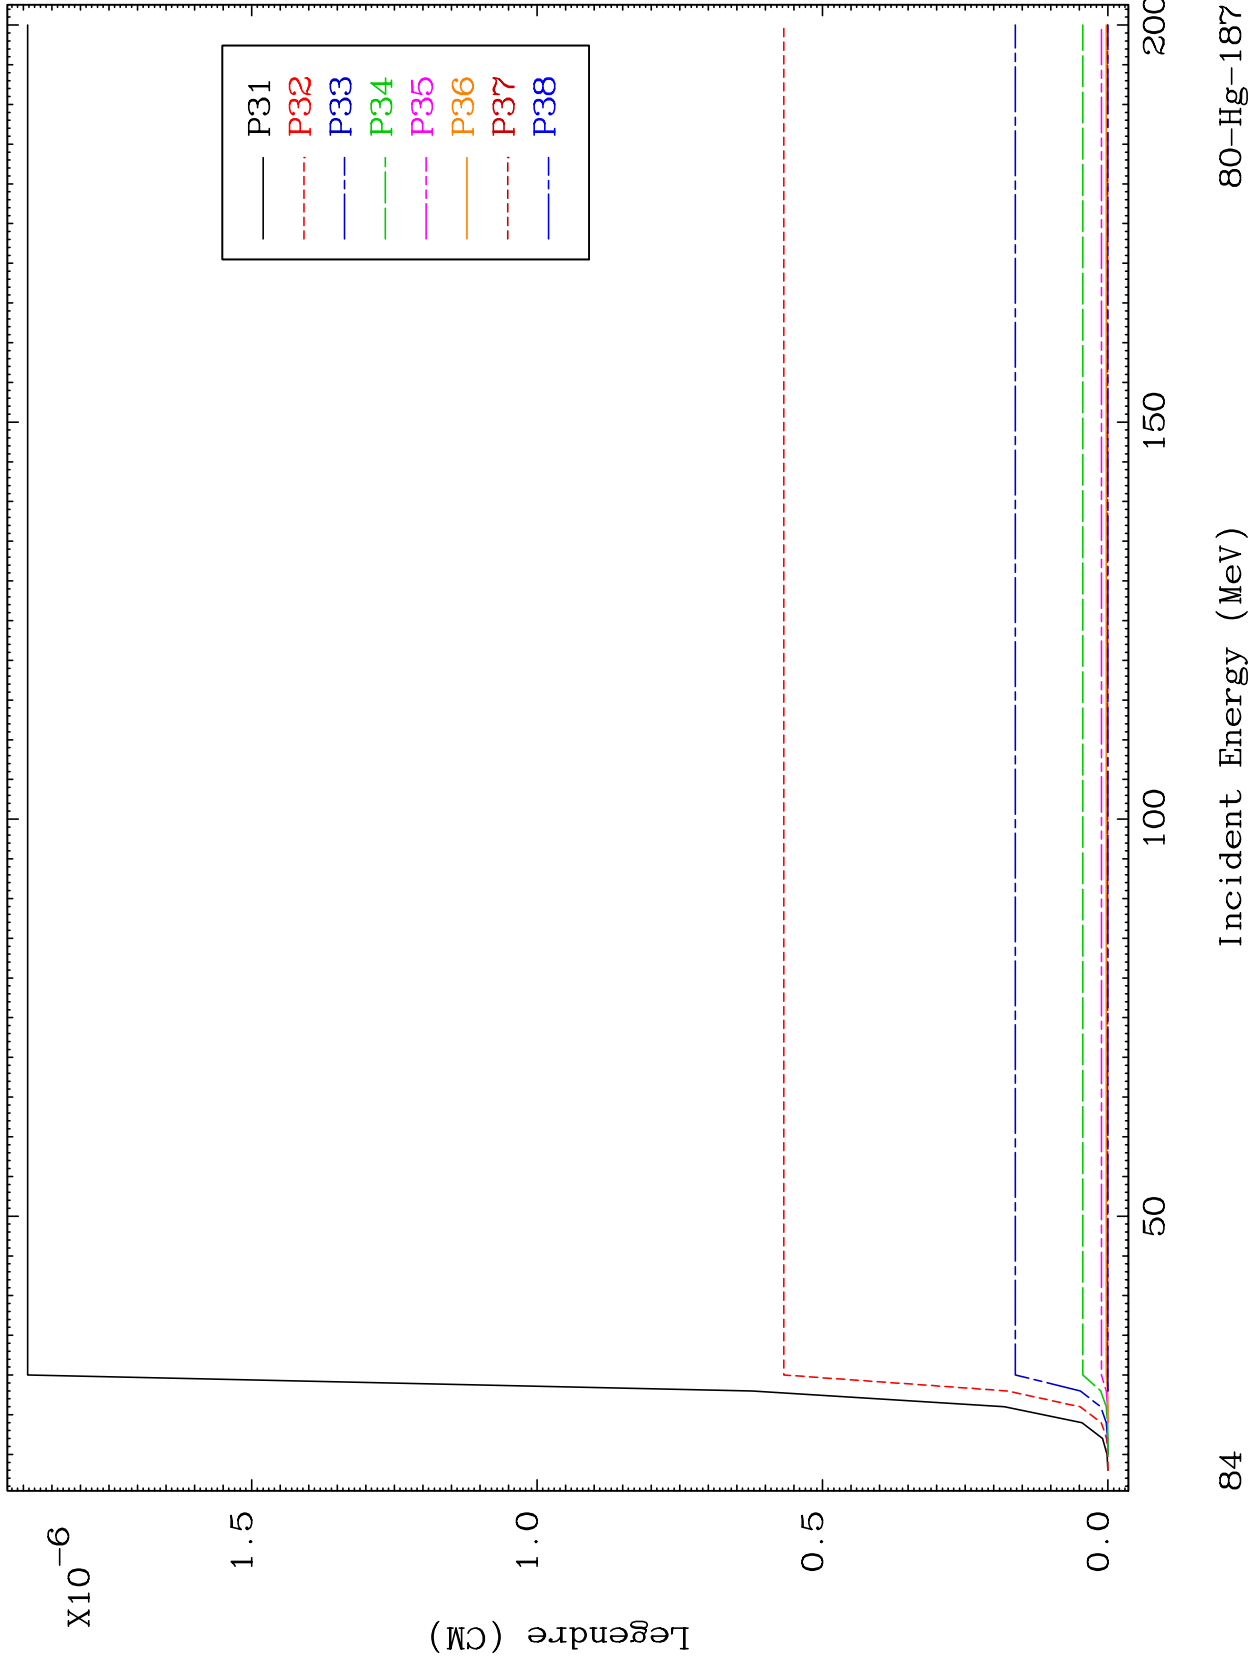 X10-6
1.5
1.0
0.5
0.0
Legendre (CM)
P31
P32
P33
P34
P35
P36
P37
P38
50
100
150
200
Incident Energy (MeV)
84
80-Hg-187